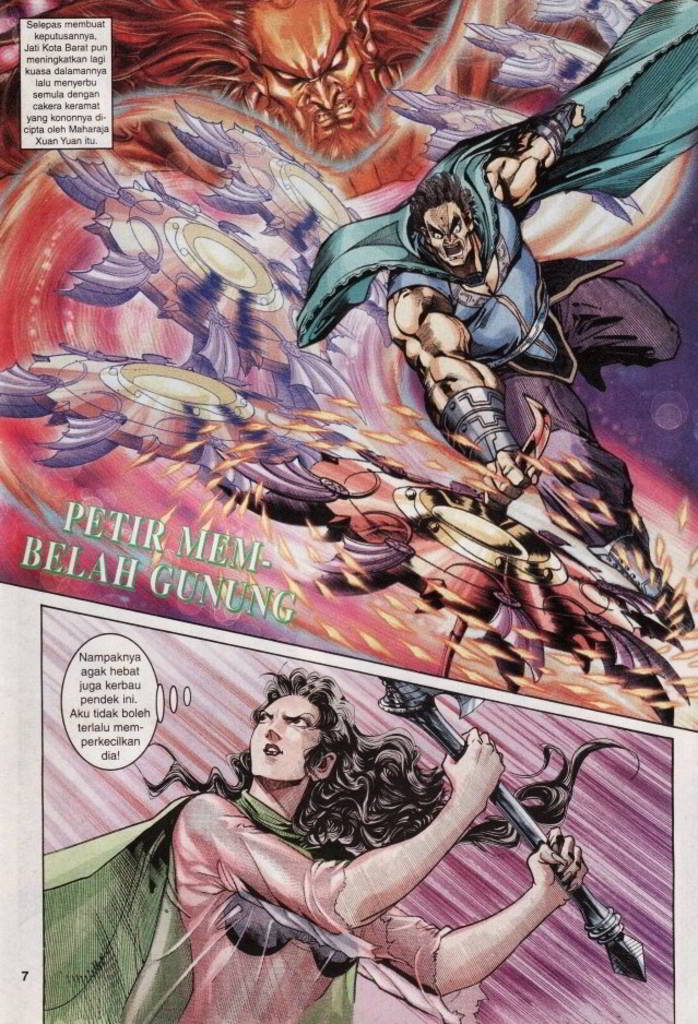 Selepas membuat
keputusannya,
Jati Kota Barat pun
meningkatkan lagi
kuasa dalamannya
lalu menyerbu
semula dengan
cakera keramat
yang kononnya di-
cipta oleh Maharaja
Xuan Yuan itu.
PETIR MEM-
BELAH GUNUNG
Nampaknya
agak hebat
juga kerbau
pendek ini.
Aku tidak boleh
terlalu mem-
perkecilkan
dia!
7